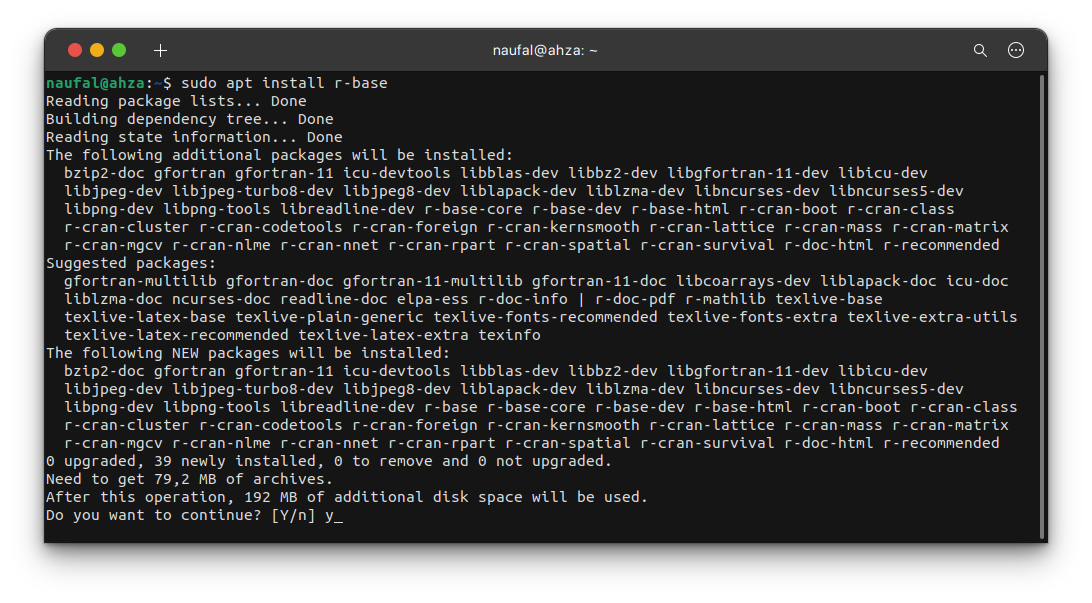 naufal@ahza: ~
naufal@ahza:~$ sudo apt install r-base
Reading package lists... Done
Building dependency tree... Done
Reading state information... Done
The following additional packages will be installed:
  bzip2-doc gfortran gfortran-11 icu-devtools libblas-dev libbz2-dev libgfortran-11-dev libicu-dev
  libjpeg-dev libjpeg-turbo8-dev libjpeg8-dev liblapack-dev liblzma-dev libncurses-dev libncurses5-dev
  libpng-dev libpng-tools libreadline-dev r-base-core r-base-dev r-base-html r-cran-boot r-cran-class
  r-cran-cluster r-cran-codetools r-cran-foreign r-cran-kernsmooth r-cran-lattice r-cran-mass r-cran-matrix
  r-cran-mgcv r-cran-nlme r-cran-nnet r-cran-rpart r-cran-spatial r-cran-survival r-doc-html r-recommended
Suggested packages:
  gfortran-multilib gfortran-doc gfortran-11-multilib gfortran-11-doc libcoarrays-dev liblapack-doc icu-doc
  liblzma-doc ncurses-doc readline-doc elpa-ess r-doc-info | r-doc-pdf r-mathlib texlive-base
  texlive-latex-base texlive-plain-generic texlive-fonts-recommended texlive-fonts-extra texlive-extra-utils
  texlive-latex-recommended texlive-latex-extra texinfo
The following NEW packages will be installed:
  bzip2-doc gfortran gfortran-11 icu-devtools libblas-dev libbz2-dev libgfortran-11-dev libicu-dev
  libjpeg-dev libjpeg-turbo8-dev libjpeg8-dev liblapack-dev liblzma-dev libncurses-dev libncurses5-dev
  libpng-dev libpng-tools libreadline-dev r-base r-base-core r-base-dev r-base-html r-cran-boot r-cran-class
  r-cran-cluster r-cran-codetools r-cran-foreign r-cran-kernsmooth r-cran-lattice r-cran-mass r-cran-matrix
  r-cran-mgcv r-cran-nlme r-cran-nnet r-cran-rpart r-cran-spatial r-cran-survival r-doc-html r-recommended
0 upgraded, 39 newly installed, 0 to remove and 0 not upgraded.
Need to get 79,2 MB of archives.
After this operation, 192 MB of additional disk space will be used.
Do you want to continue? [Y/n] y_